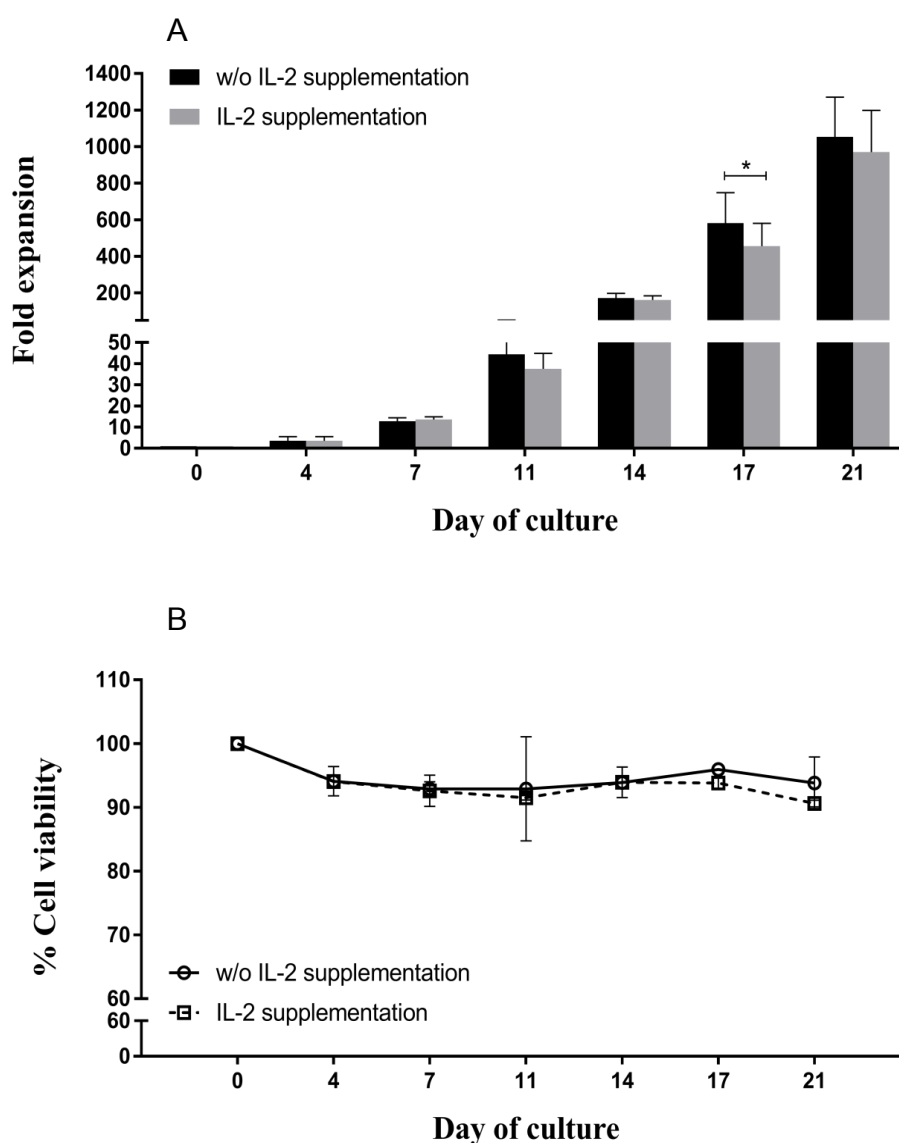 A
w/o IL-2 supplementation
IL-2 supplementation
Fold expansion
1400
1200
1000
800
600
400
200
50
40
30
20
10
0
*
0 4 7 11 14 17 21
Day of culture
B
% Cell viability
110
100
90
80
70
60
60
0
w/o IL-2 supplementation
IL-2 supplementation
0 4 7 11 14 17 21
Day of culture